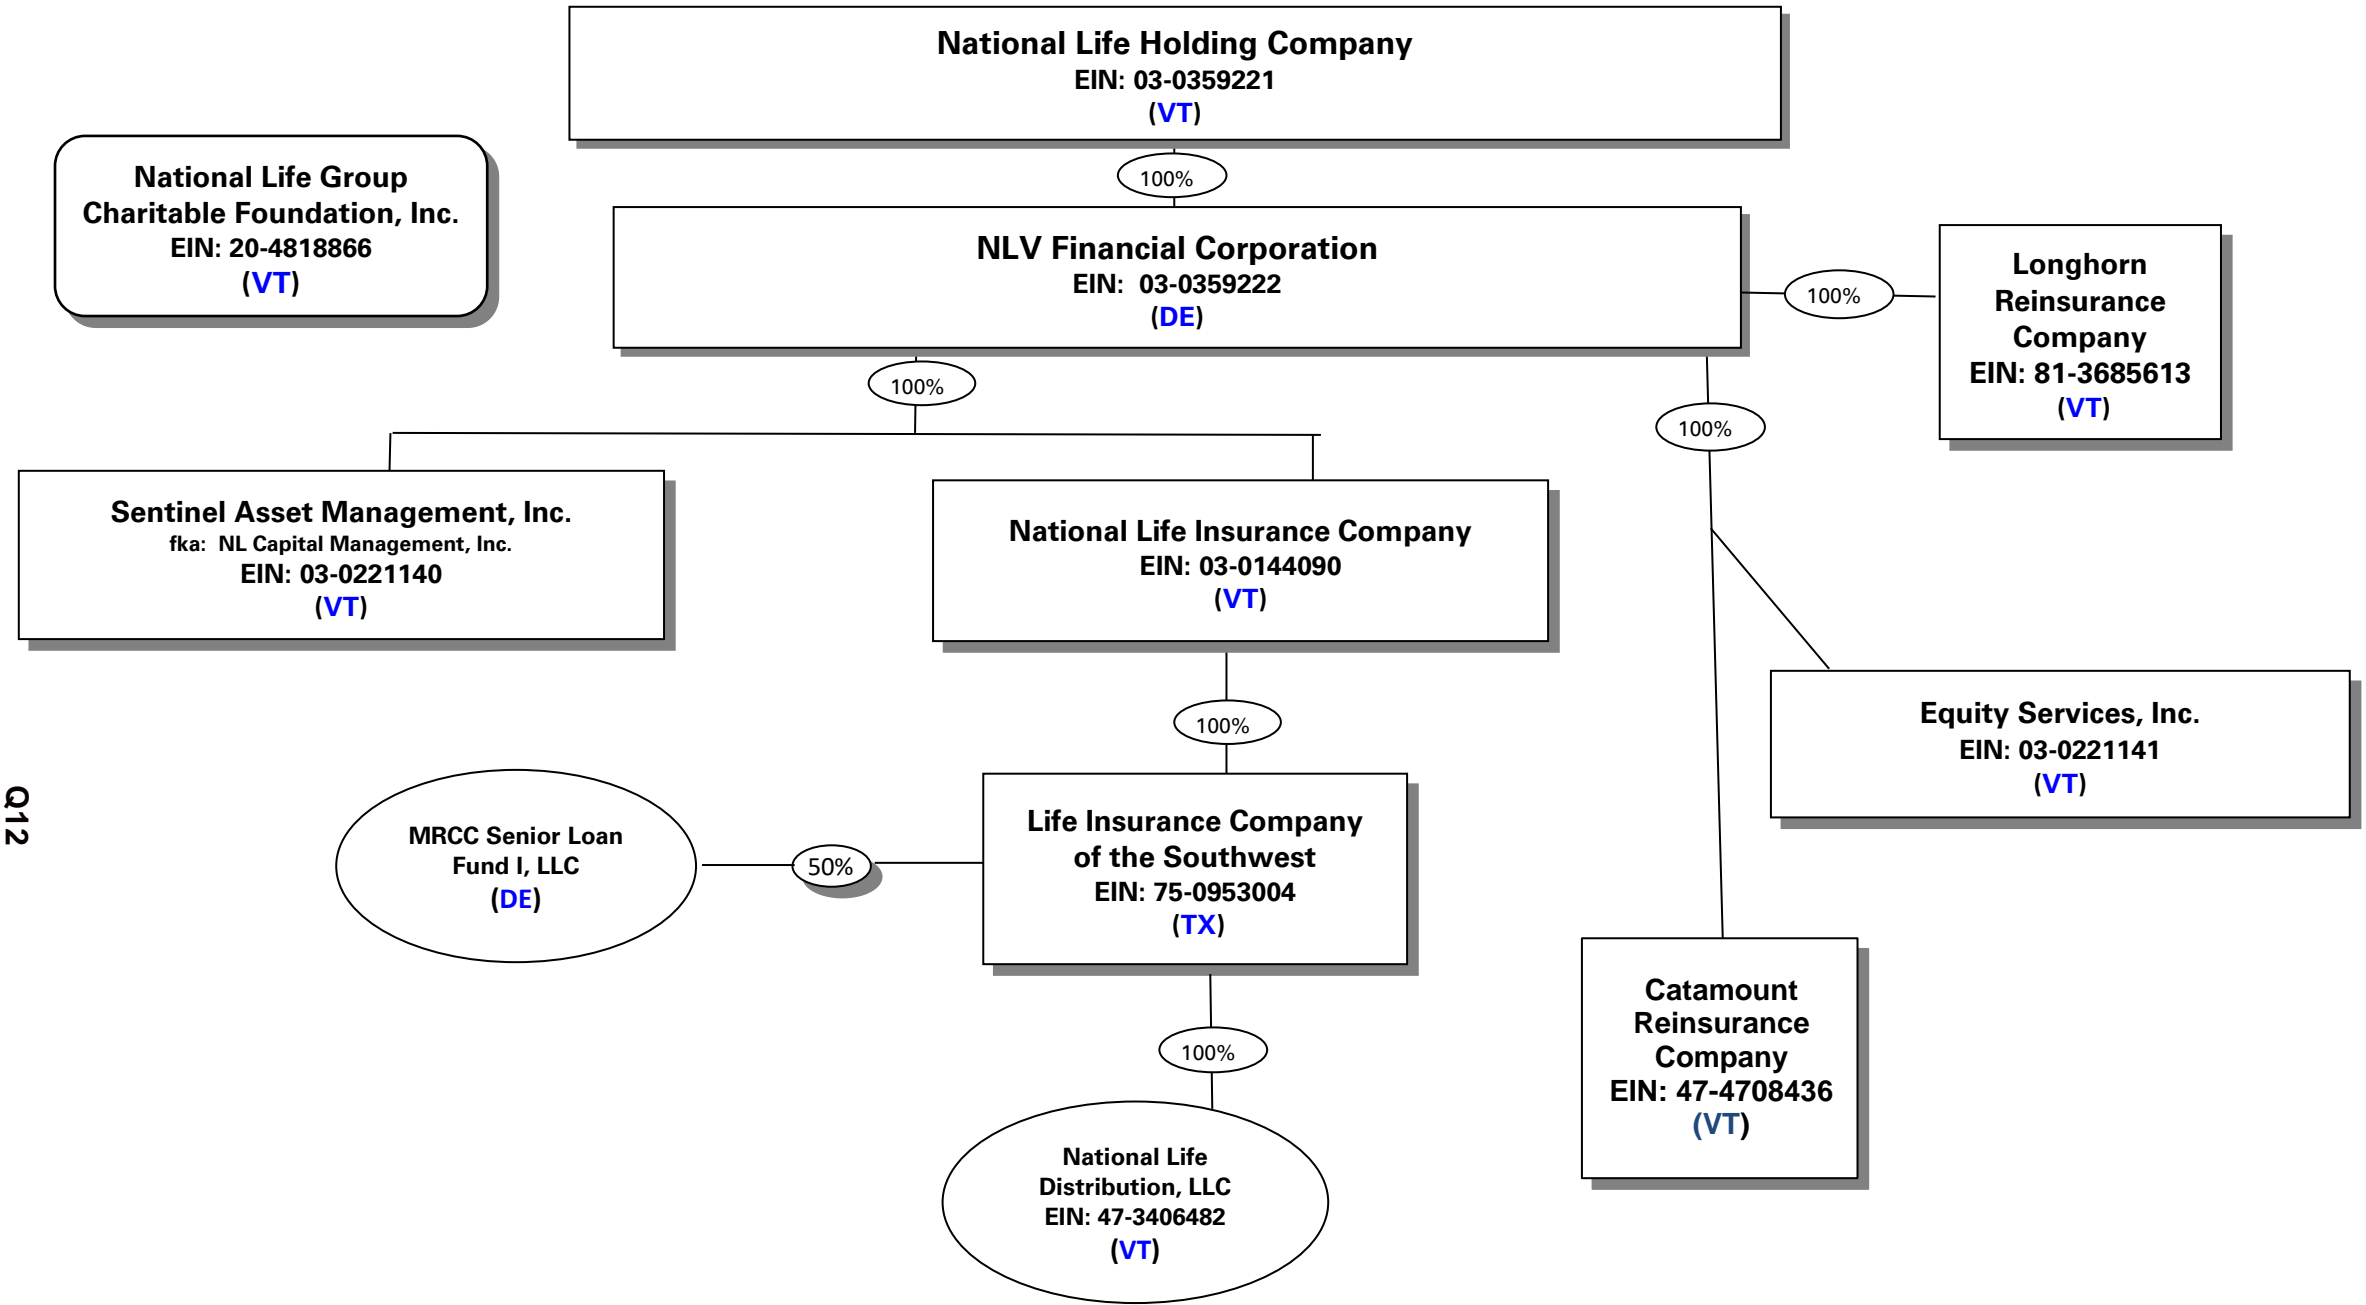 National Life Holding Company
EIN: 03-0359221
(VT)
100%
National Life Group
Charitable Foundation, Inc.
EIN: 20-4818866
(VT)
NLV Financial Corporation
EIN:  03-0359222
(DE)
100%
Longhorn
Reinsurance
Company
EIN: 81-3685613
(VT)
100%
100%
Sentinel Asset Management, Inc.
fka:  NL Capital Management, Inc.
EIN: 03-0221140
(VT)
National Life Insurance Company
EIN: 03-0144090
(VT)
100%
Equity Services, Inc.
EIN: 03-0221141
(VT)
Q12
MRCC Senior Loan
Fund I, LLC
(DE)
50%
Life Insurance Company
of the Southwest
EIN: 75-0953004
(TX)
100%
Catamount
Reinsurance
Company
EIN: 47-4708436
(VT)
National Life
Distribution, LLC
EIN: 47-3406482
(VT)